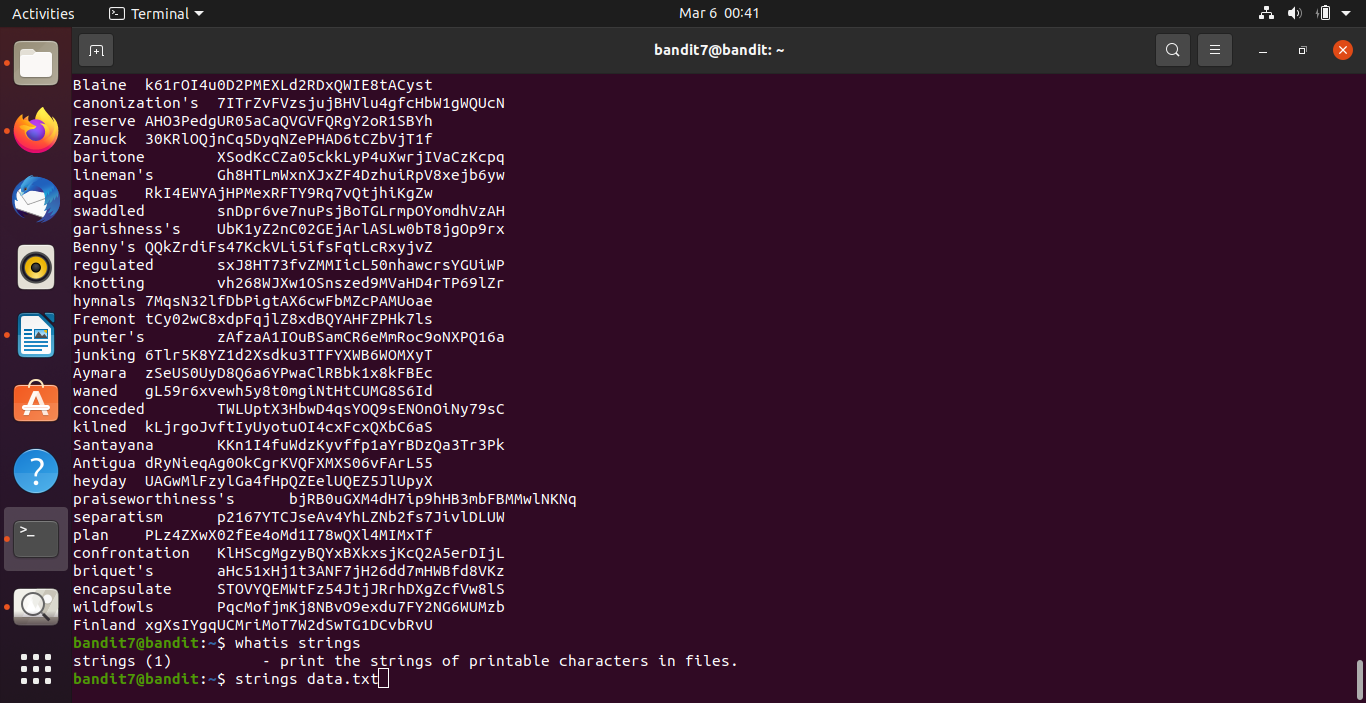 Activities Terminal Mar 6 00:41
bandit7@bandit: ~
Blaine k61rOI4u0D2PMEXLd2RDxQWIE8tACyst
canonization's 7ITrZvFVzsjujBHVlu4gfcHbW1gWQUcN
reserve AHO3PedgUR05aCaQVGVFQRgY2oR1SBYh
Zanuck 30KRlOQjnCq5DyqNZePHAD6tCZbVjT1f
baritone XSodKcCZa05ckkLyP4uXwrjIVaCzKcpq
lineman's Gh8HTLmWxnXJxZF4DzhuiRpV8xejb6yw
aquas RkI4EWYAjHPMexRFTY9Rq7vQtjhiKgZw
swaddled snDpr6ve7nuPsjBoTGLrmpOYomdhVzAH
garishness's UbK1yZ2nC02GEjArlASLw0bT8jgOp9rx
Benny's QQkZrdiFs47KckVLi5ifsFqtLcRxyjvZ
regulated sxJ8HT73fvZMMIicL50nhawcrsYGUiWP
knotting vh268WJXw1OSnszed9MVaHD4rTP69lZr
hymnals 7MqsN32lfDbPigtAX6cwFbMZcPAMUoae
Fremont tCy02wC8xdpFqjlZ8xdBQYAHFZPHk7ls
punter's zAfzaA1IOuBSamCR6eMmRoc9oNXPQ16a
junking 6Tlr5K8YZ1d2Xsdku3TTFYXWB6WOMXyT
Aymara zSeUS0UyD8Q6a6YPwaClRBbk1x8kFBEc
waned gL59r6xvewh5y8t0mgiNtHtCUMG8S6Id
conceded TWLUptX3HbwD4qsYOQ9sENOnOiNy79sC
kilned kLjrgoJvftIyUyotuOI4cxFcxQXbC6aS
Santayana KKn1I4fuWdzKyvffp1aYrBDzQa3Tr3Pk
Antigua dRyNieqAg0OkCgrKVQFXMXS06vFArL55
heyday UAGwMlFzylGa4fHpQZEelUQEZ5JlUpyX
praiseworthiness's bjRB0uGXM4dH7ip9hHB3mbFBMMwlNKNq
separatism p2167YTCJseAv4YhLZNb2fs7JivlDLUW
plan PLz4ZXwX02fEe4oMd1I78wQXl4MIMxTf
confrontation KlHScgMgzyBQYxBXkxsjKcQ2A5erDIjL
briquet's aHc51xHj1t3ANF7jH26dd7mHWBfd8VKz
encapsulate STOVYQEMWtFz54JtjJRrhDXgZcfVw8lS
wildfowls PqcMofjmKj8NBvO9exdu7FY2NG6WUMzb
Finland xgXsIYgqUCMriMoT7W2dSwTG1DCvbRvU
bandit7@bandit:~$ whatis strings
strings (1) - print the strings of printable characters in files.
bandit7@bandit:~$ strings data.txt